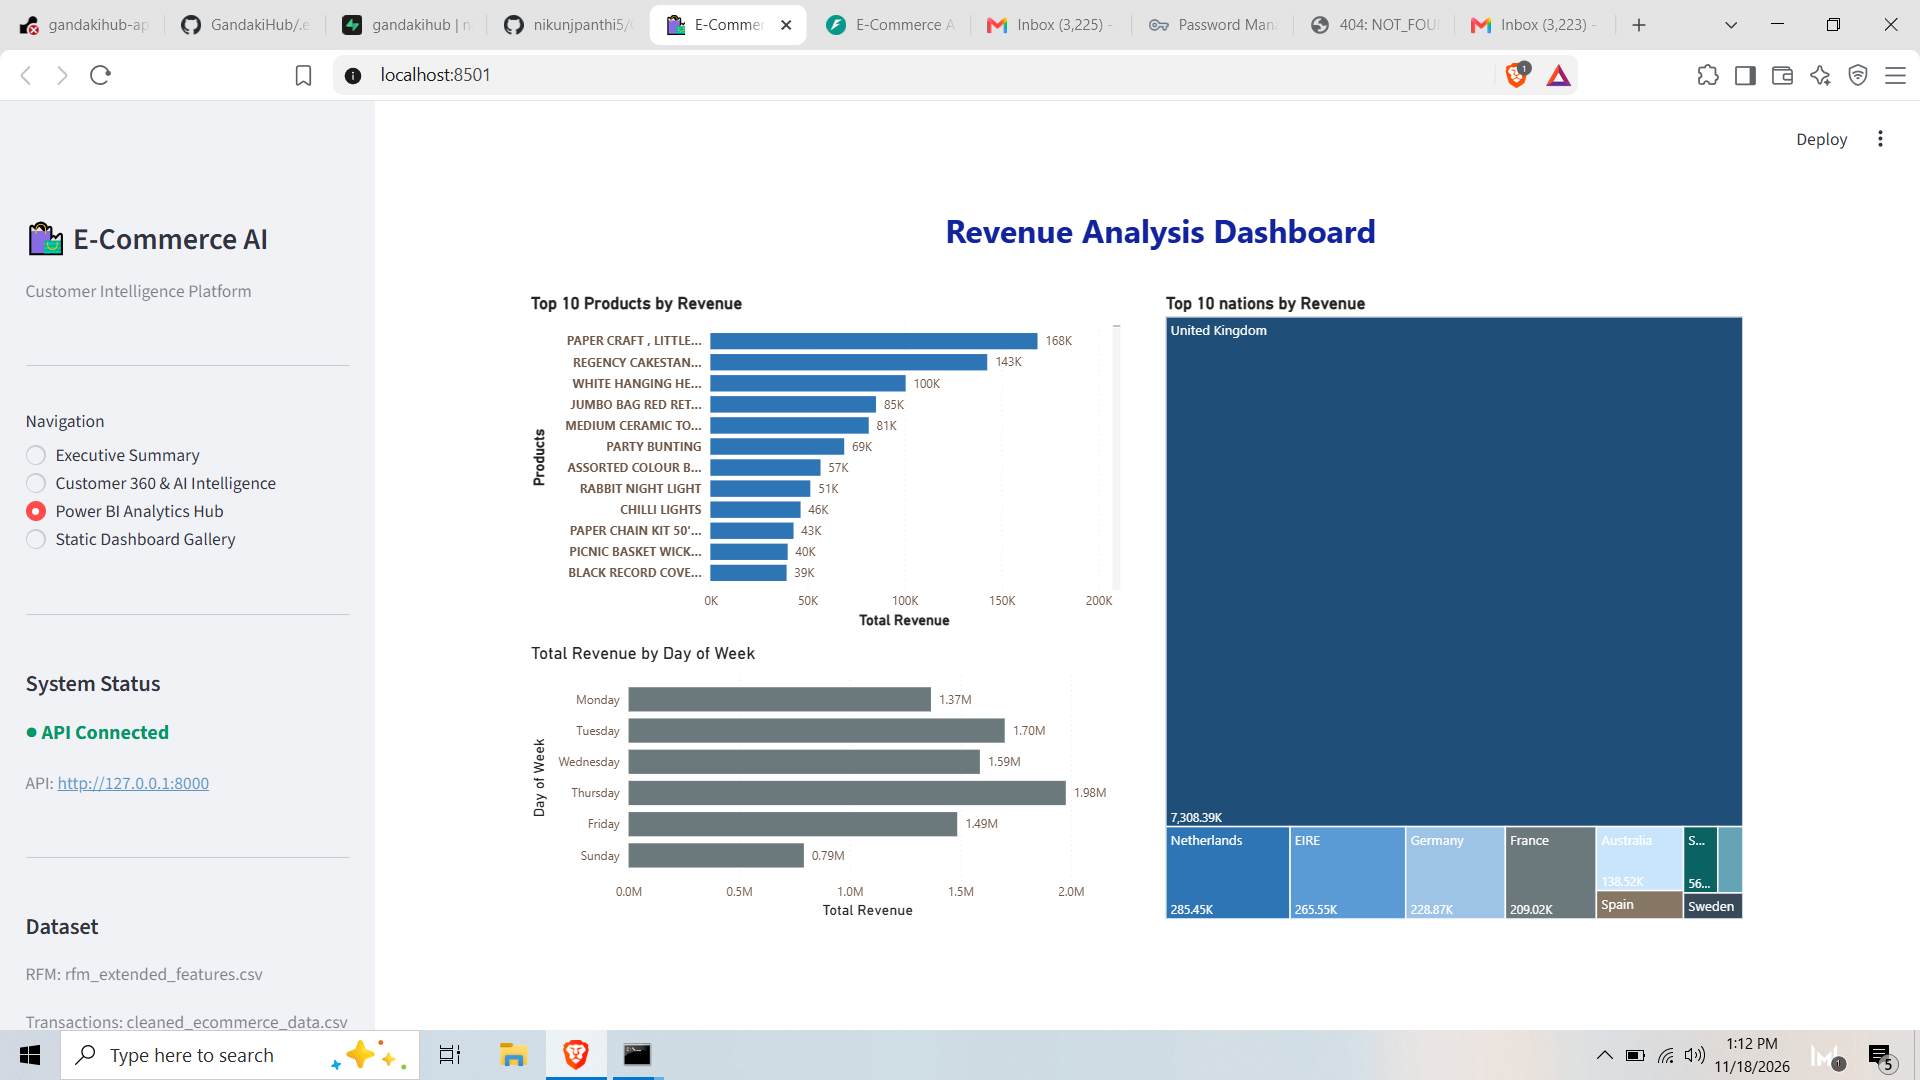 gandakihub-ap
GandakiHub/.e
gandakihub | n
nikunjpanthi5/
E-Commer
E-Commerce A
Inbox (3,225) -
Password Mana
404: NOT_FOU
Inbox (3,223) -
localhost:8501
1
Deploy
E-Commerce AI
Customer Intelligence Platform
Navigation
Executive Summary
Customer 360 & AI Intelligence
Power BI Analytics Hub
Static Dashboard Gallery
System Status
● API Connected
API: http://127.0.0.1:8000
Dataset
RFM: rfm_extended_features.csv
Transactions: cleaned_ecommerce_data.csv
Revenue Analysis Dashboard
Top 10 Products by Revenue
Products
PAPER CRAFT , LITTLE... 168K
REGENCY CAKESTAN... 143K
WHITE HANGING HE... 100K
JUMBO BAG RED RET... 85K
MEDIUM CERAMIC TO... 81K
PARTY BUNTING 69K
ASSORTED COLOUR B... 57K
RABBIT NIGHT LIGHT 51K
CHILLI LIGHTS 46K
PAPER CHAIN KIT 50'... 43K
PICNIC BASKET WICK... 40K
BLACK RECORD COVE... 39K
0K 50K 100K 150K 200K
Total Revenue
Total Revenue by Day of Week
Day of Week
Monday 1.37M
Tuesday 1.70M
Wednesday 1.59M
Thursday 1.98M
Friday 1.49M
Sunday 0.79M
0.0M 0.5M 1.0M 1.5M 2.0M
Total Revenue
Top 10 nations by Revenue
United Kingdom
7,308.39K
Netherlands
285.45K
EIRE
265.55K
Germany
228.87K
France
209.02K
Australia
138.52K
Spain
S...
56...
Sweden
Type here to search
1:12 PM
11/18/2026
1
5